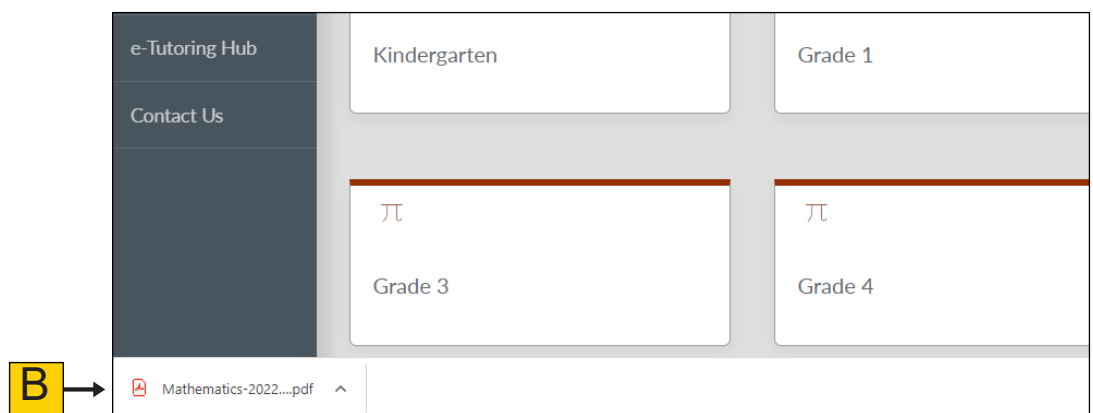 e-Tutoring Hub
Contact Us
Kindergarten
Grade 1
π
Grade 3
π
Grade 4
B
Mathematics-2022....pdf